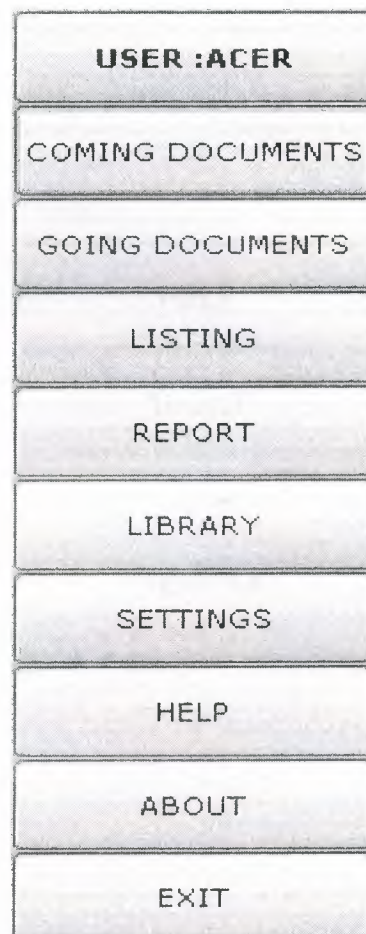 USER :ACER
COMING DOCUMENTS
GOING DOCUMENTS
LISTING
REPORT
LIBRARY
SETTINGS
HELP
ABOUT
EXIT